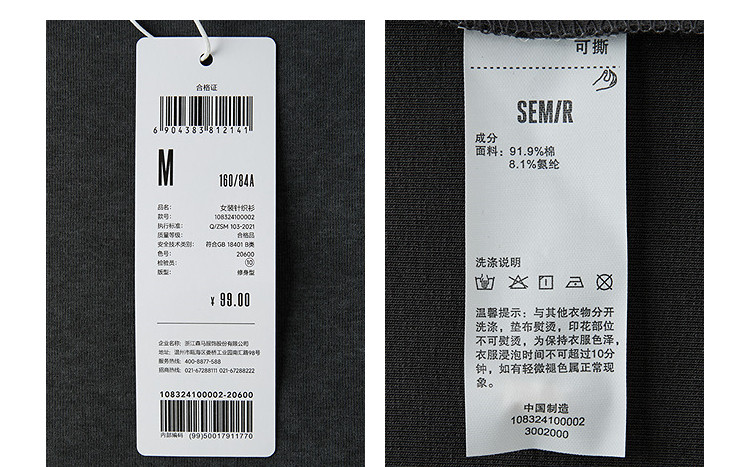 合格证
6 904383 812141
M
160/84A
品名： 女装针织衫
款号： 108324100002
执行标准： Q/ZSM 103-2021
质量等级： 合格品
安全技术类别： 符合GB 18401 B类
色号： 20600
检验员： 10
版型： 修身型
¥ 99.00
企业名称：浙江森马服饰股份有限公司
地址：温州市瓯海区娄桥工业园南汇路98号
服务热线：400-8877-588
招商热线：021-67288111 021-67288222
108324100002-20600
内部编码 (99)50017911770
可撕
SEM/R
成分
面料：91.9%棉
8.1%氨纶
洗涤说明
温馨提示：与其他衣物分开
洗涤，垫布熨烫，印花部位
不可熨烫，为保持衣服色泽，
衣服浸泡时间不可超过10分
钟，如有轻微褪色属正常现
象。
中国制造
108324100002
3002000